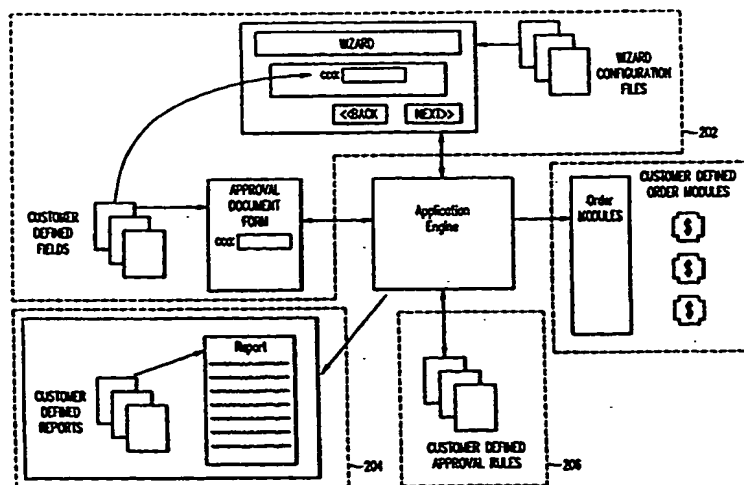 WIZARD
CCC:
<<BACK
NEXT>>
WIZARD
CONFIGURATION
FILES
202
CUSTOMER
DEFINED
FIELDS
APPROVAL
DOCUMENT
FORM
CCC:
Application
Engine
CUSTOMER DEFINED
ORDER MODULES
Order
MODULES
$
$
$
CUSTOMER
DEFINED
REPORTS
Report
204
CUSTOMER DEFINED
APPROVAL RULES
206